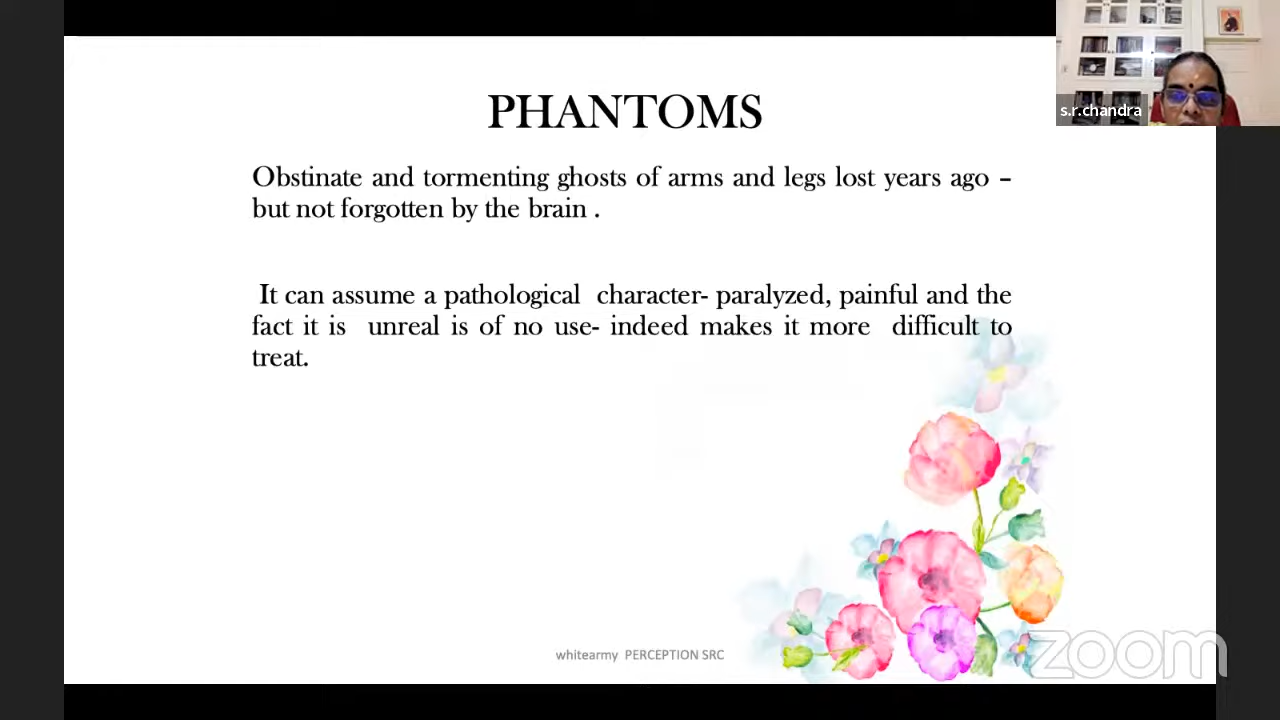 s.r.chandra
PHANTOMS
Obstinate and tormenting ghosts of arms and legs lost years ago –
but not forgotten by the brain .
It can assume a pathological character- paralyzed, painful and the
fact it is unreal is of no use- indeed makes it more difficult to
treat.
whitearmy PERCEPTION SRC
zoom